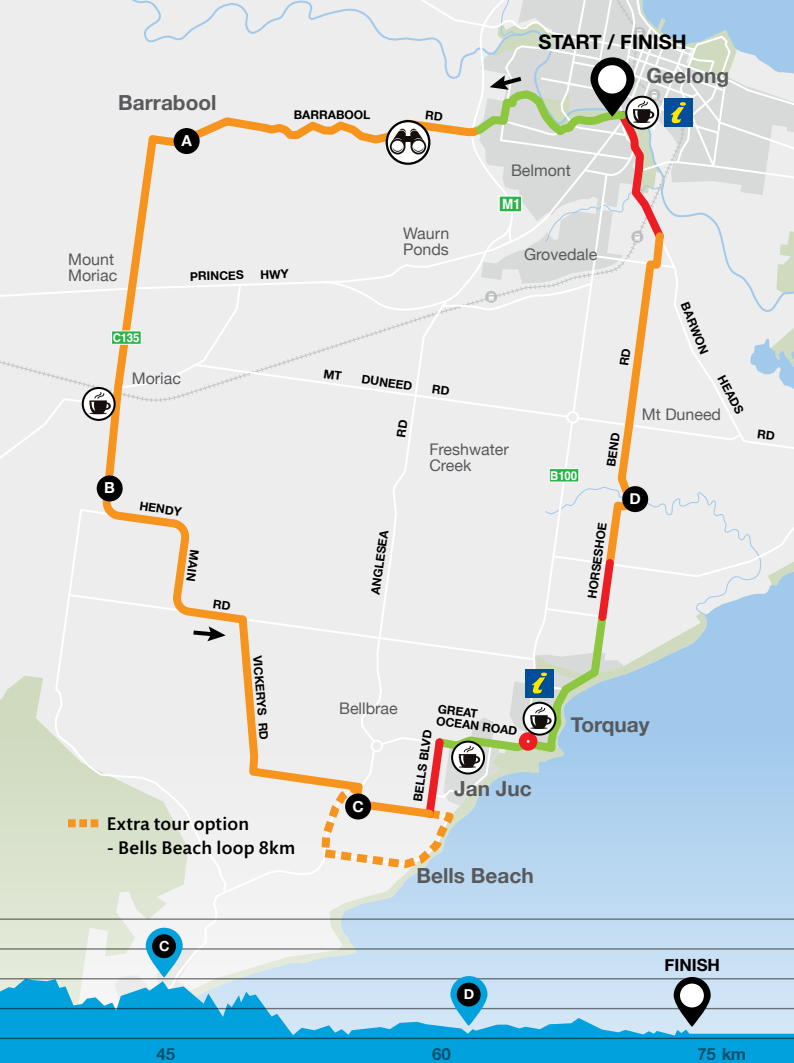 START / FINISH
Geelong
i
Barrabool
BARRABOOL RD
A
Belmont
M1
Waurn
Ponds
Grovedale
Mount
Moriac
PRINCES HWY
BARWON HEADS RD
C135
RD
Moriac
MT DUNEED RD
Mt Duneed
RD
BEND
Freshwater
Creek
B100
B
D
HENDY
HORSESHOE
ANGLESEA
MAIN
RD
VICKERYS RD
i
Bellbrae
GREAT
OCEAN ROAD
Torquay
BELLS BLVD
Jan Juc
C
Extra tour option
- Bells Beach loop 8km
Bells Beach
C
FINISH
D
45
60
75 km